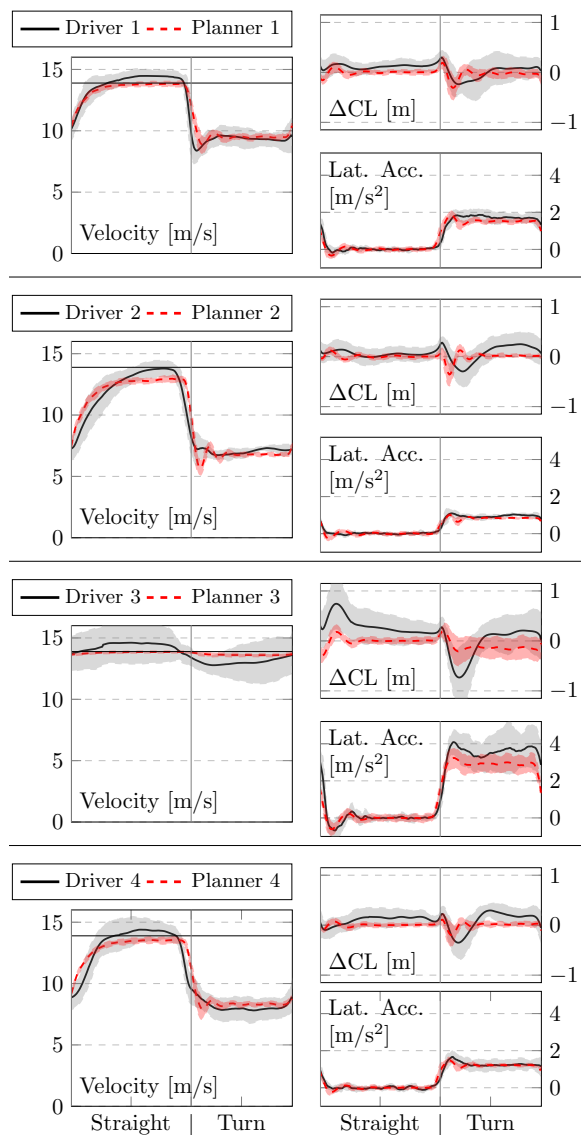 Driver 1 Planner 1
15
10
5
0
Velocity [m/s]
1
0
−1
ΔCL [m]
Lat. Acc.
[m/s²]
4
2
0
Driver 2 Planner 2
15
10
5
0
Velocity [m/s]
1
0
−1
ΔCL [m]
Lat. Acc.
[m/s²]
4
2
0
Driver 3 Planner 3
15
10
5
0
Velocity [m/s]
1
0
−1
ΔCL [m]
Lat. Acc.
[m/s²]
4
2
0
Driver 4 Planner 4
15
10
5
0
Velocity [m/s]
1
0
−1
ΔCL [m]
Lat. Acc.
[m/s²]
4
2
0
Straight | Turn
Straight | Turn